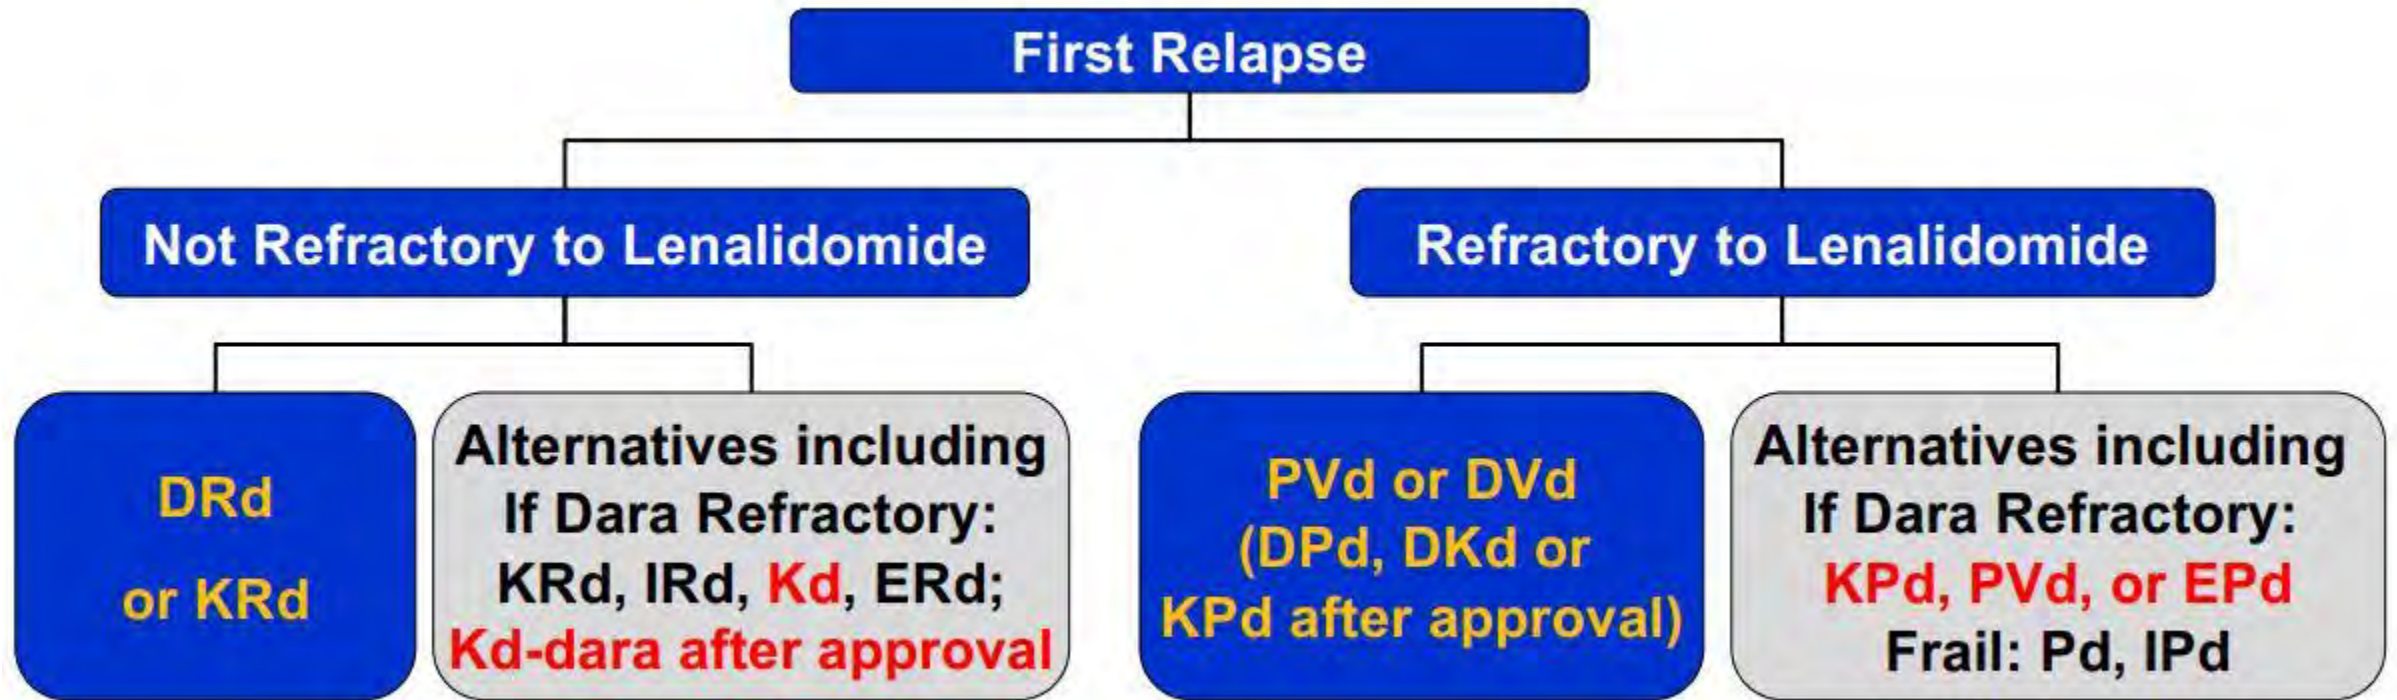 First Relapse
Not Refractory to Lenalidomide
Refractory to Lenalidomide
DRd
or KRd
Alternatives including
If Dara Refractory:
KRd, IRd, Kd, ERd;
Kd-dara after approval
PVd or DVd
(DPd, DKd or
KPd after approval)
Alternatives including
If Dara Refractory:
KPd, PVd, or EPd
Frail: Pd, IPd